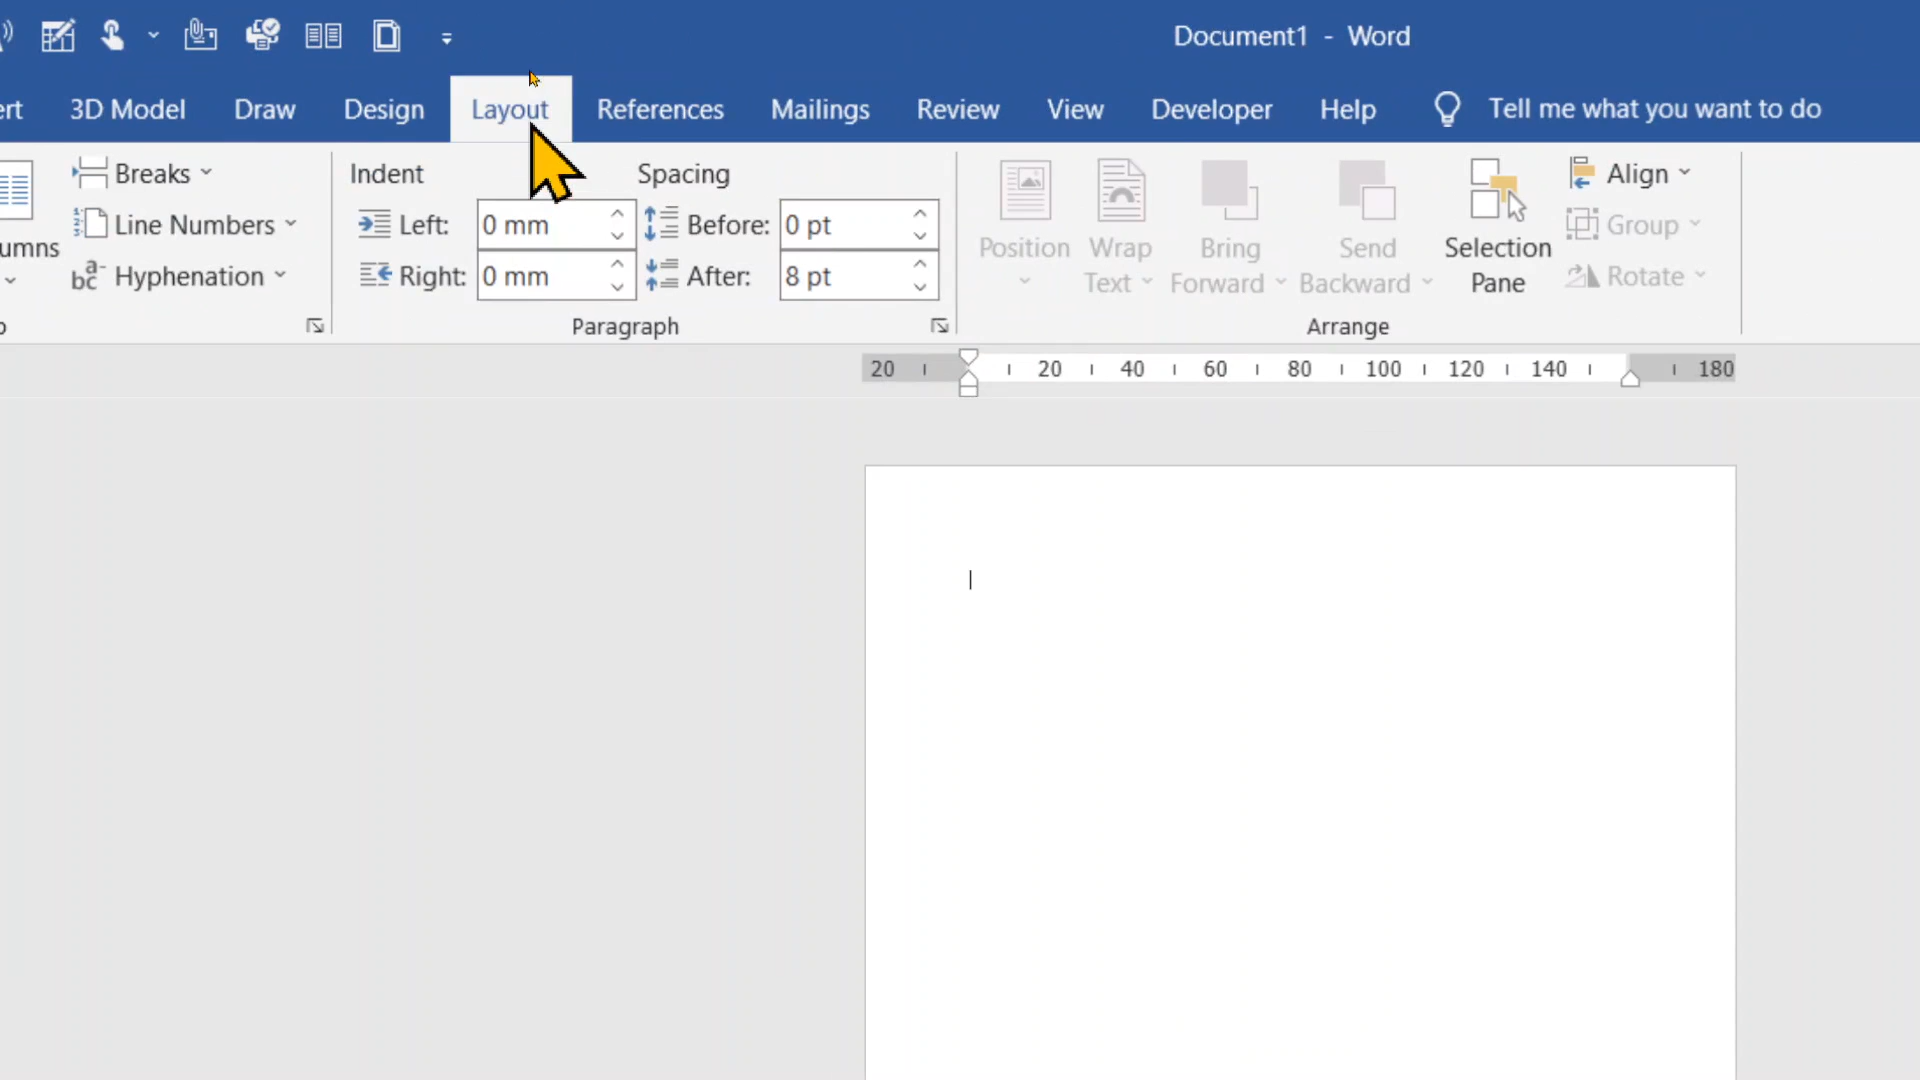 Document1 - Word
ert 3D Model Draw Design Layout References Mailings Review View Developer Help Tell me what you want to do
Breaks Indent Spacing Align
Line Numbers Left: 0 mm Before: 0 pt Position Wrap Bring Send Selection Group
umns Hyphenation Right: 0 mm After: 8 pt Text Forward Backward Pane Rotate
Paragraph Arrange
20 20 40 60 80 100 120 140 180